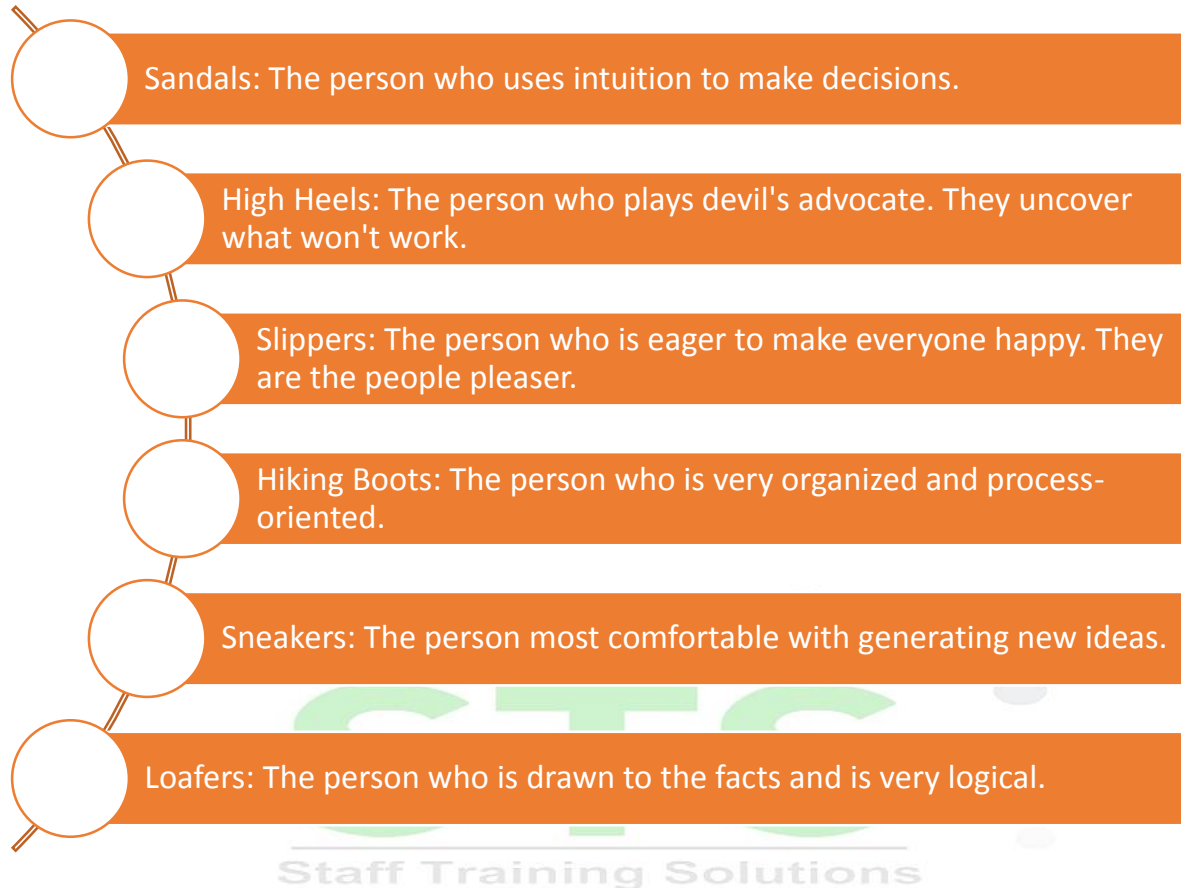 Sandals: The person who uses intuition to make decisions.
High Heels: The person who plays devil's advocate. They uncover
what won't work.
Slippers: The person who is eager to make everyone happy. They
are the people pleaser.
Hiking Boots: The person who is very organized and process-
oriented.
Sneakers: The person most comfortable with generating new ideas.
Loafers: The person who is drawn to the facts and is very logical.
Staff Training Solutions